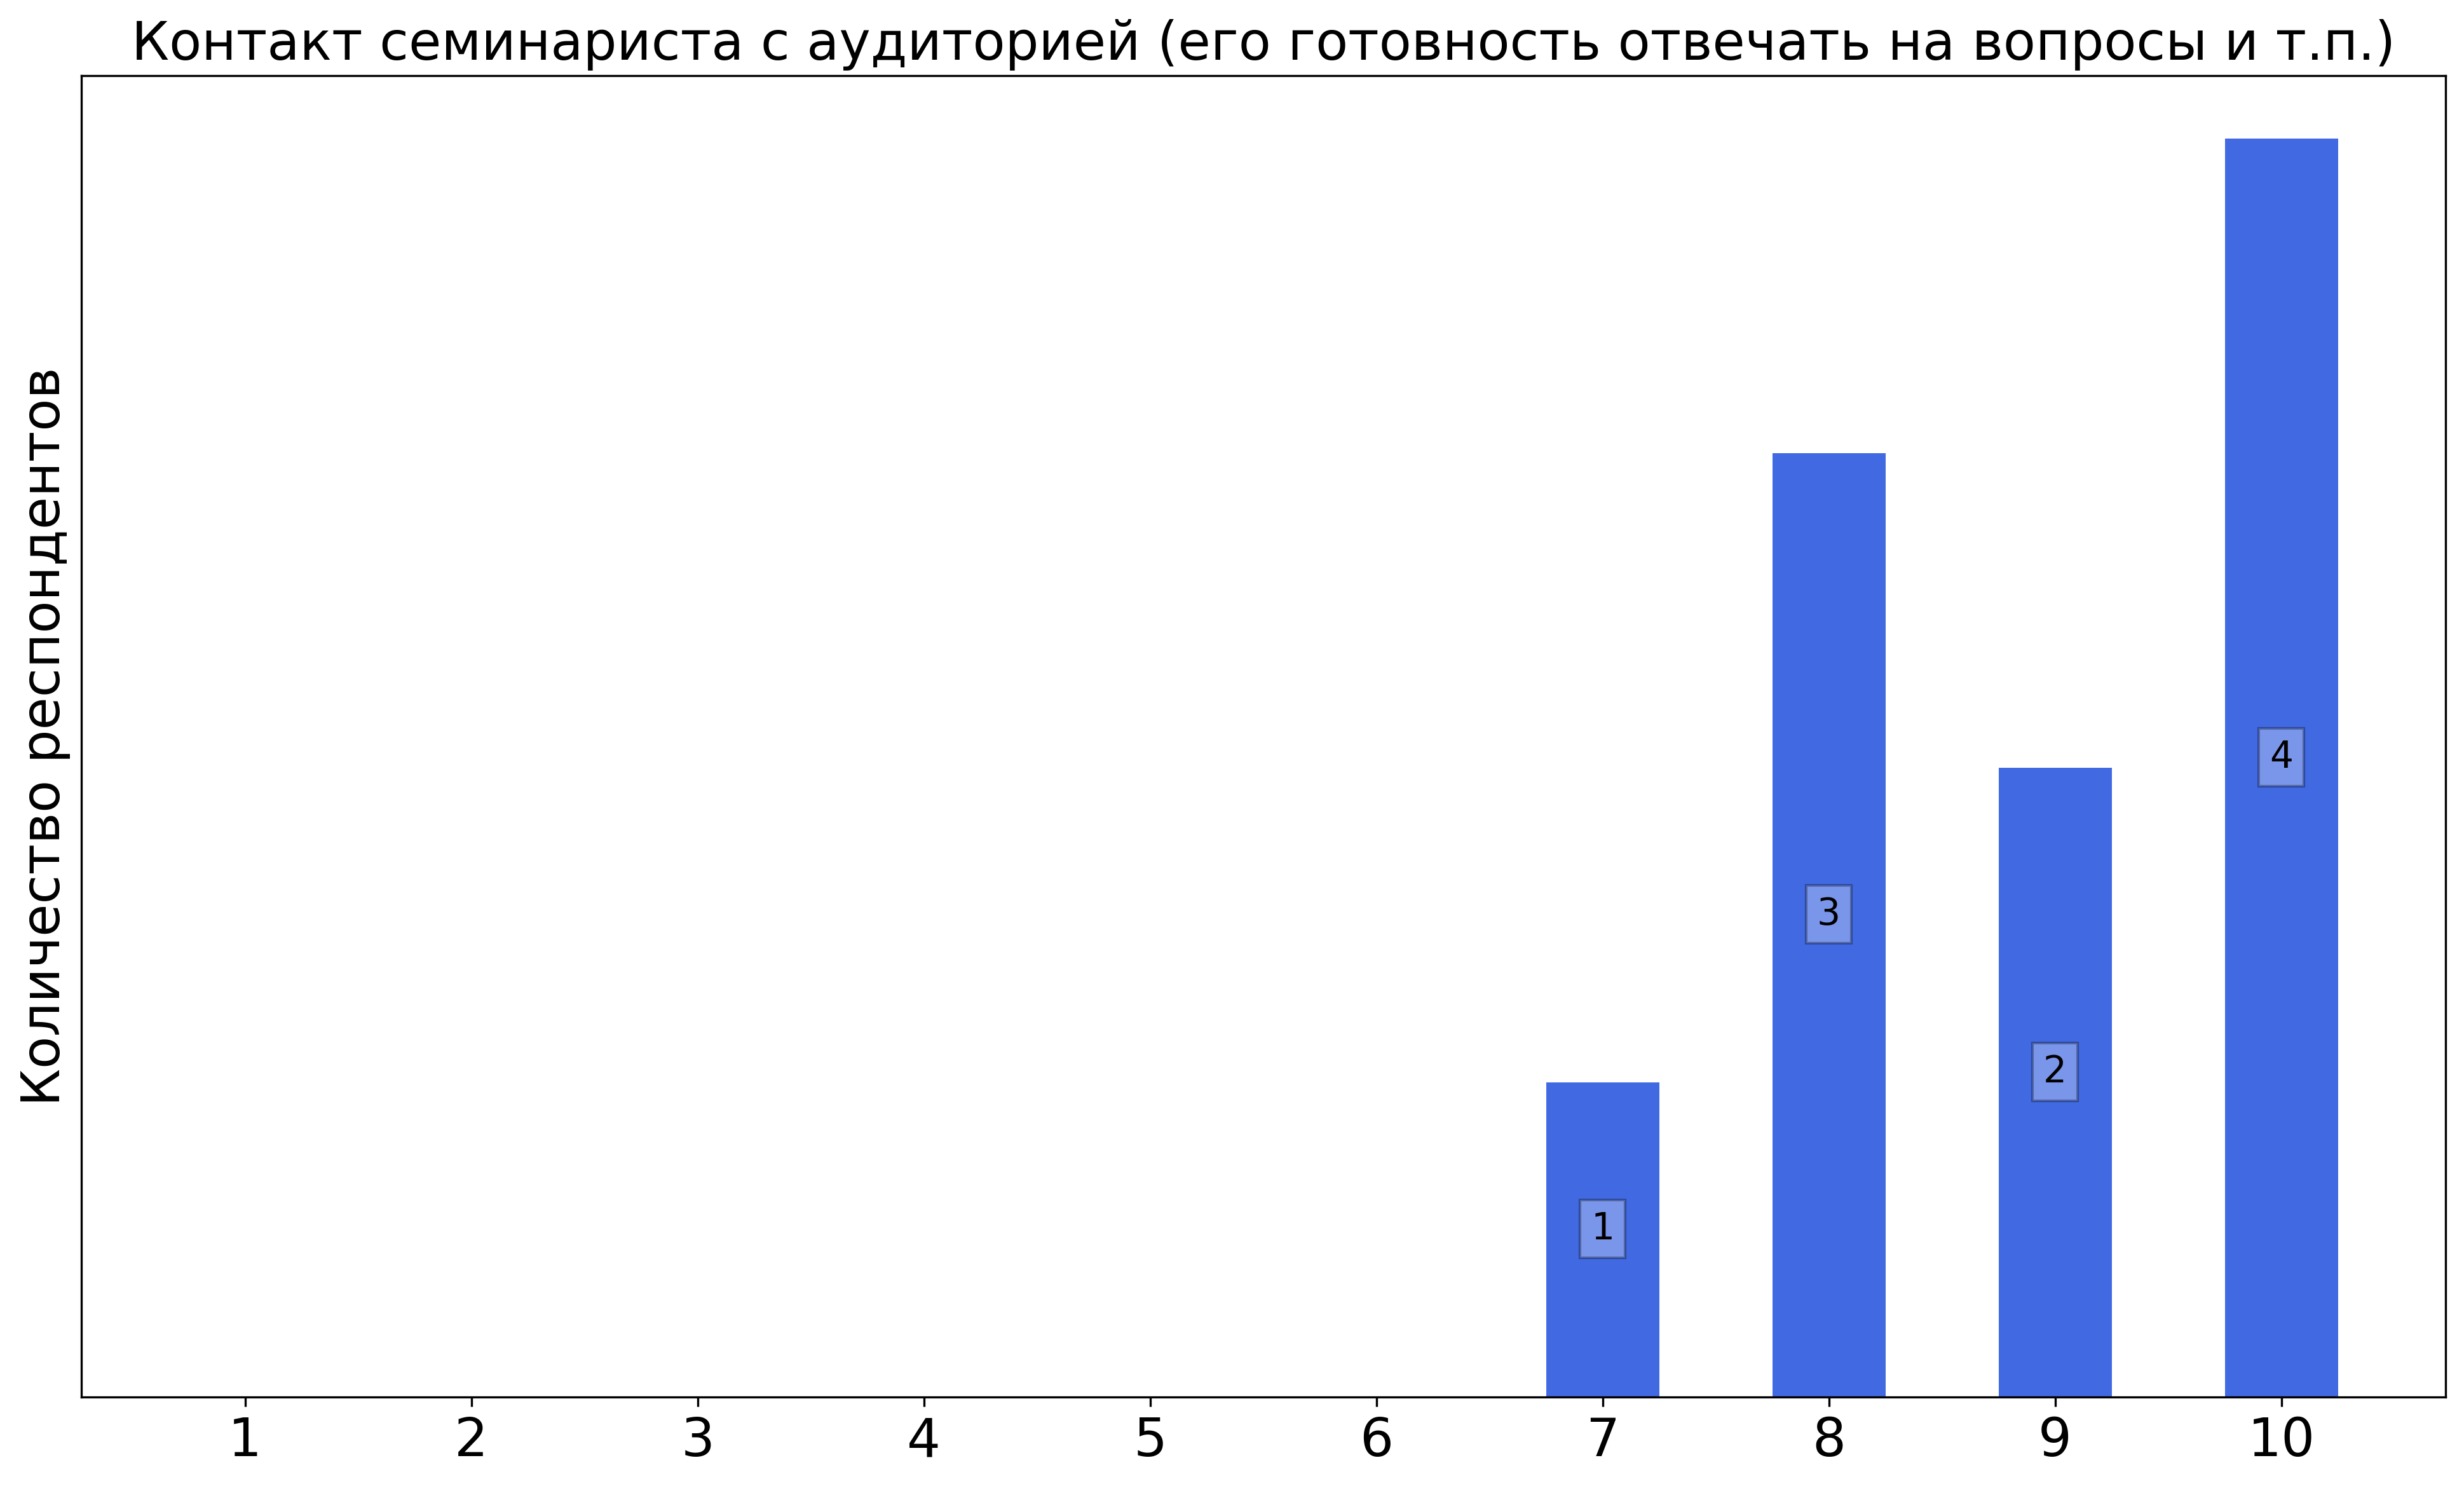 Контакт семинариста с аудиторией (его готовность отвечать на вопросы и т.п.)
Количество респондентов
4
3
2
1
1 2 3 4 5 6 7 8 9 10